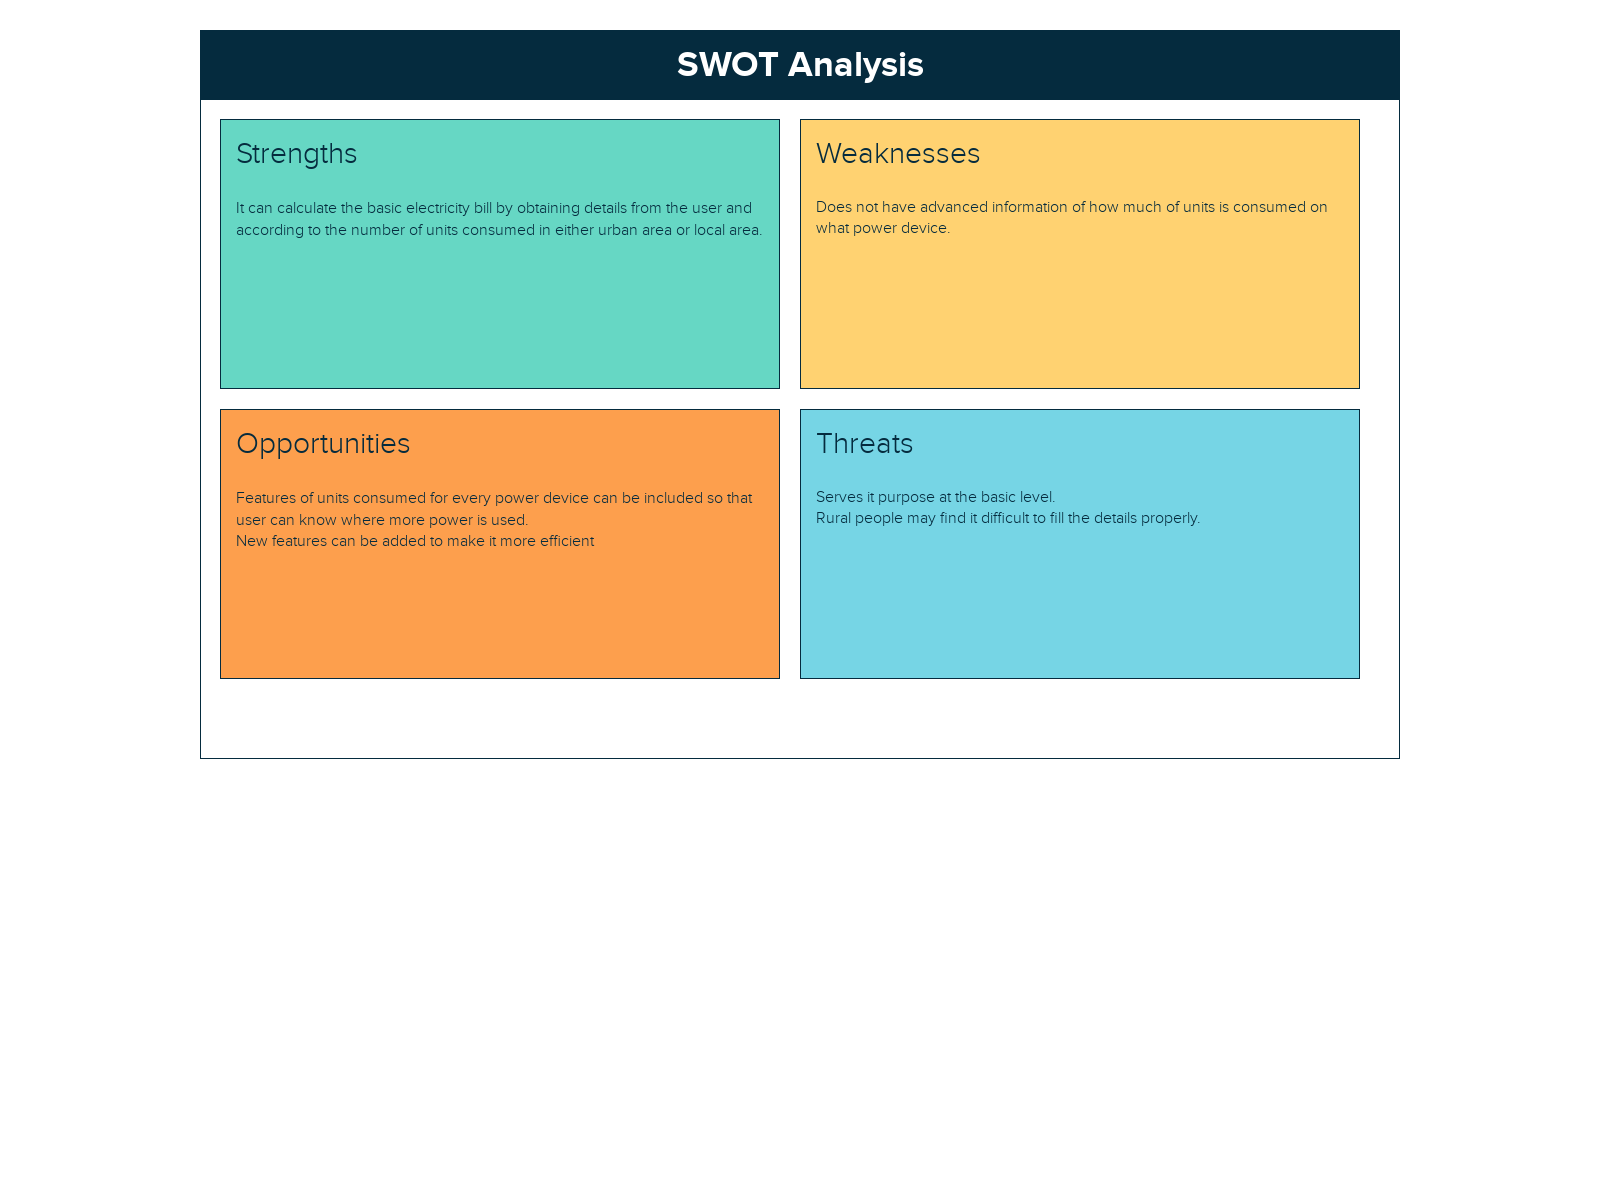 SWOT Analysis
Strengths
It can calculate the basic electricity bill by obtaining details from the user and
according to the number of units consumed in either urban area or local area.
Weaknesses
Does not have advanced information of how much of units is consumed on
what power device.
Opportunities
Features of units consumed for every power device can be included so that
user can know where more power is used.
New features can be added to make it more efficient
Threats
Serves it purpose at the basic level.
Rural people may find it difficult to fill the details properly.